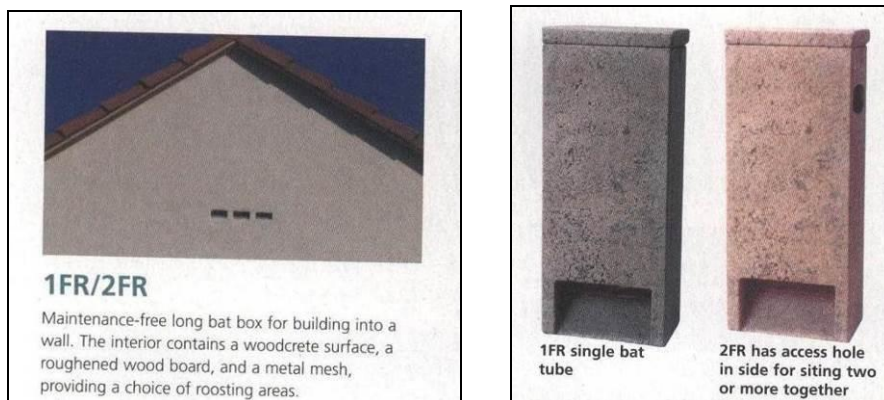 1FR/2FR
Maintenance-free long bat box for building into a
wall. The interior contains a woodcrete surface, a
roughened wood board, and a metal mesh,
providing a choice of roosting areas.
1FR single bat
tube
2FR has access hole
in side for siting two
or more together